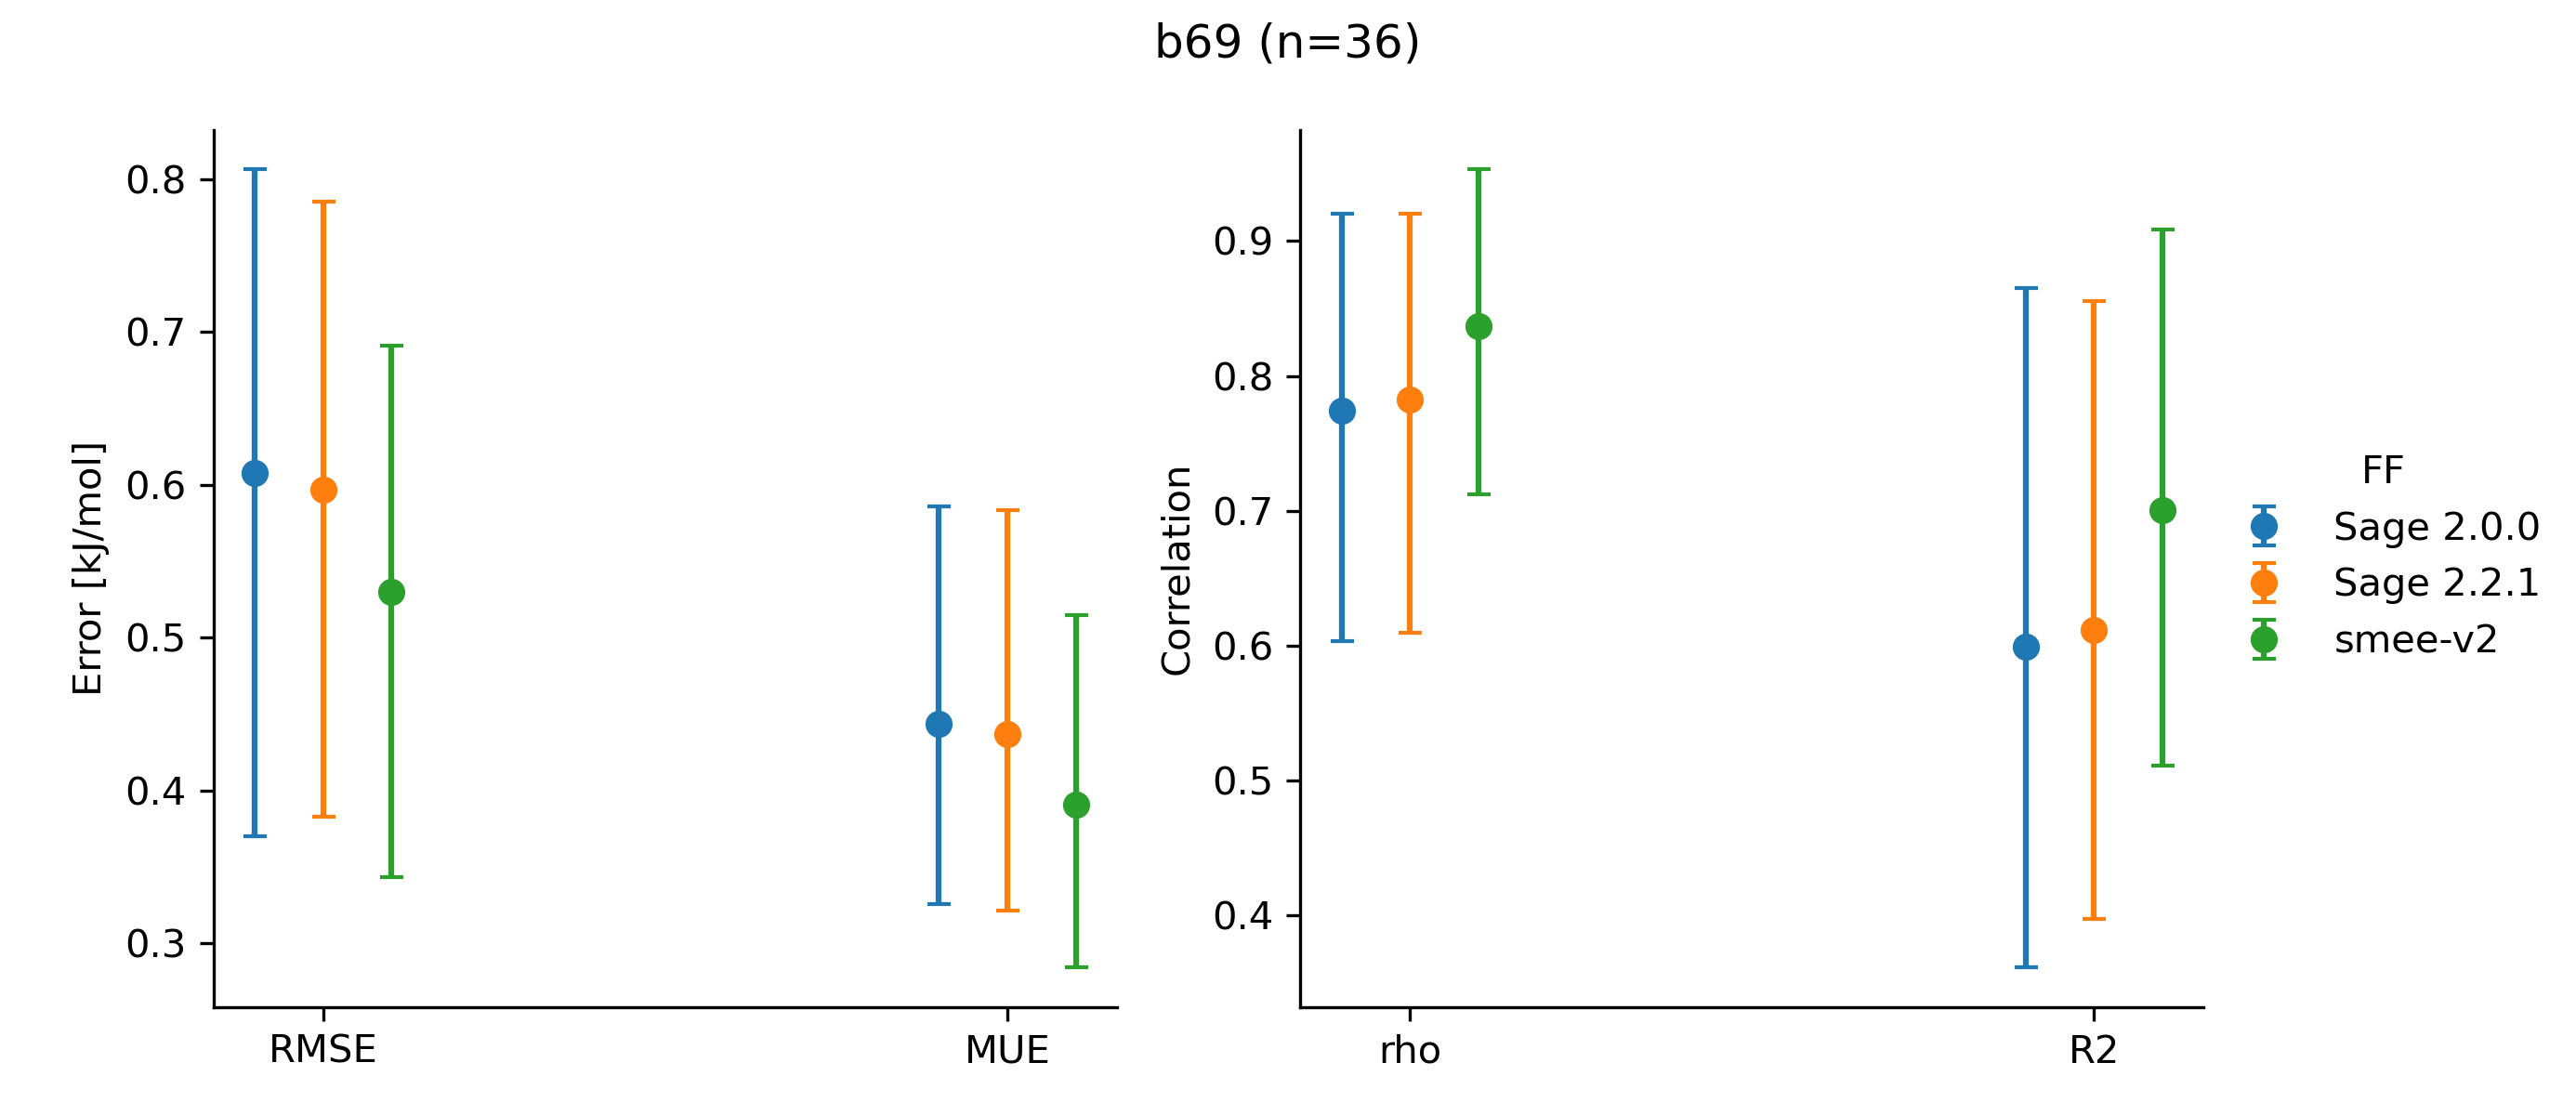 b69 (n=36)
Error [kJ/mol]
0.8
0.7
0.6
0.5
0.4
0.3
RMSE
MUE
Correlation
0.9
0.8
0.7
0.6
0.5
0.4
rho
R2
FF
Sage 2.0.0
Sage 2.2.1
smee-v2